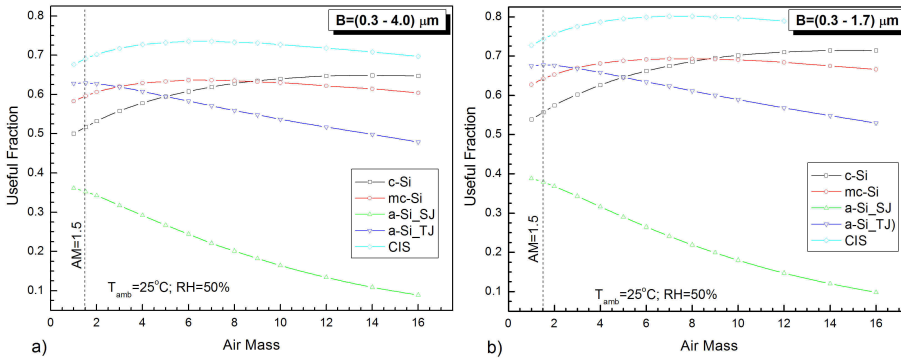 B=(0.3 - 4.0) μm
0.8
0.7
0.6
0.5
0.4
0.3
0.2
0.1
Useful Fraction
AM=1.5
c-Si
mc-Si
a-Si_SJ
a-Si_TJ
CIS
T_amb=25°C; RH=50%
0 2 4 6 8 10 12 14 16
Air Mass
a)
B=(0.3 - 1.7) μm
0.8
0.7
0.6
0.5
0.4
0.3
0.2
0.1
Useful Fraction
AM=1.5
c-Si
mc-Si
a-Si_SJ
a-Si_TJ)
CIS
T_amb=25°C; RH=50%
0 2 4 6 8 10 12 14 16
Air Mass
b)